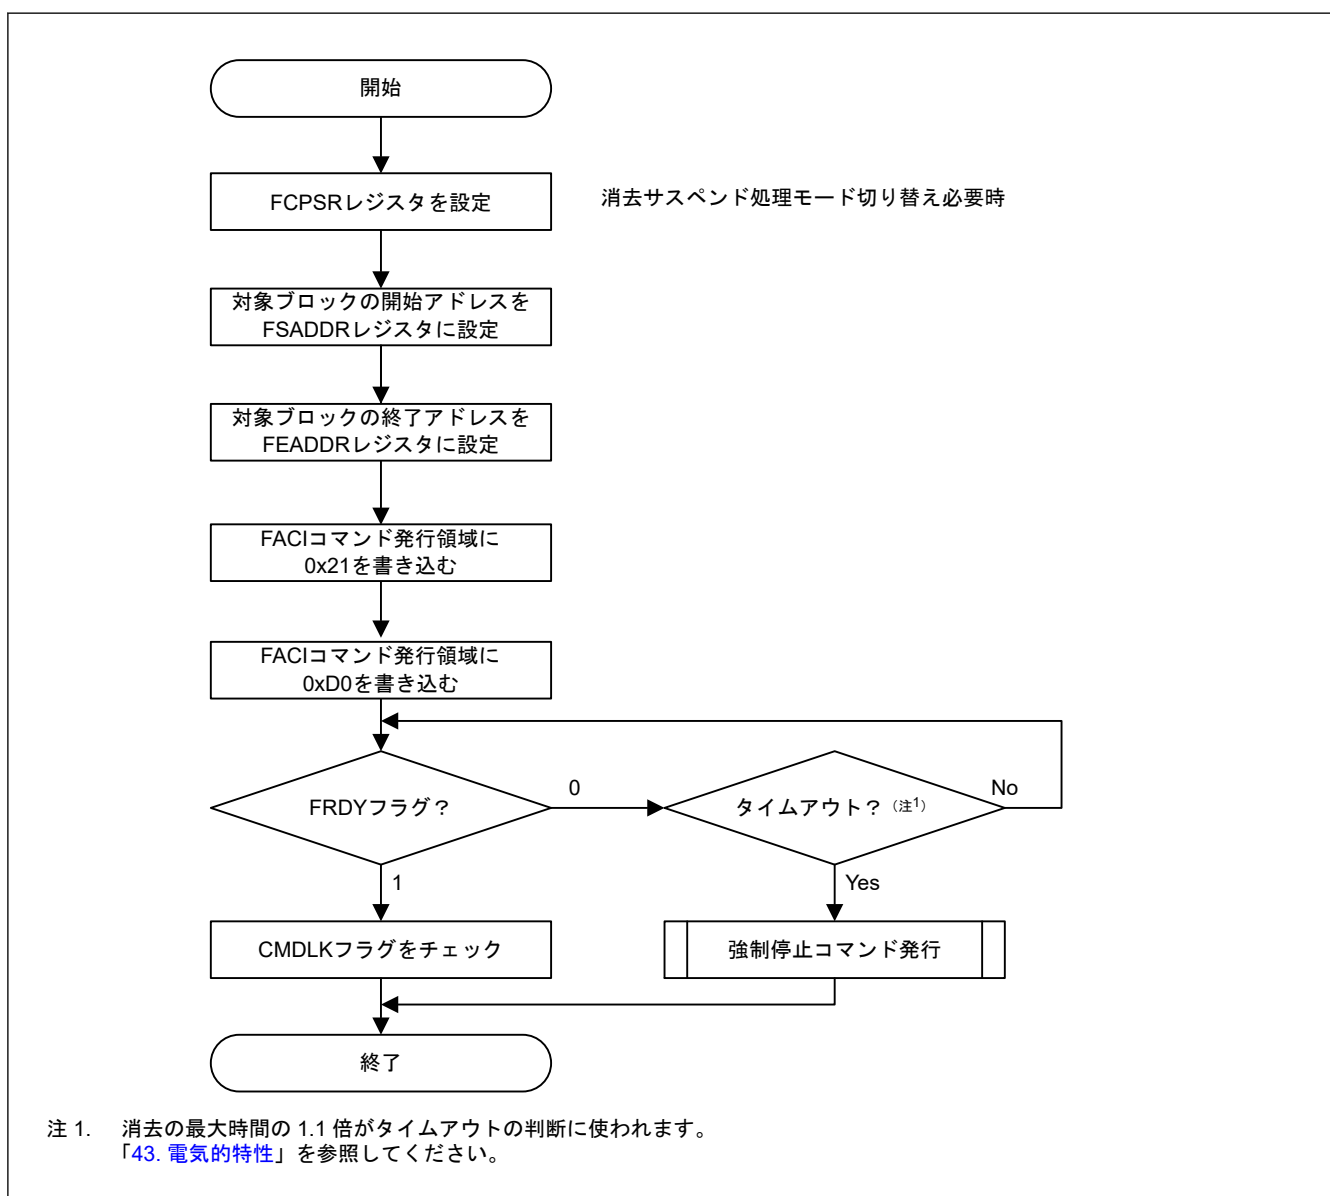 開始
FCPSRレジスタを設定
消去サスペンド処理モード切り替え必要時
対象ブロックの開始アドレスを
FSADDRレジスタに設定
対象ブロックの終了アドレスを
FEADDRレジスタに設定
FACIコマンド発行領域に
0x21を書き込む
FACIコマンド発行領域に
0xD0を書き込む
FRDYフラグ？
0
タイムアウト？（注1）
No
1
Yes
CMDLKフラグをチェック
強制停止コマンド発行
終了
注 1. 消去の最大時間の 1.1 倍がタイムアウトの判断に使われます。
「43. 電気的特性」を参照してください。